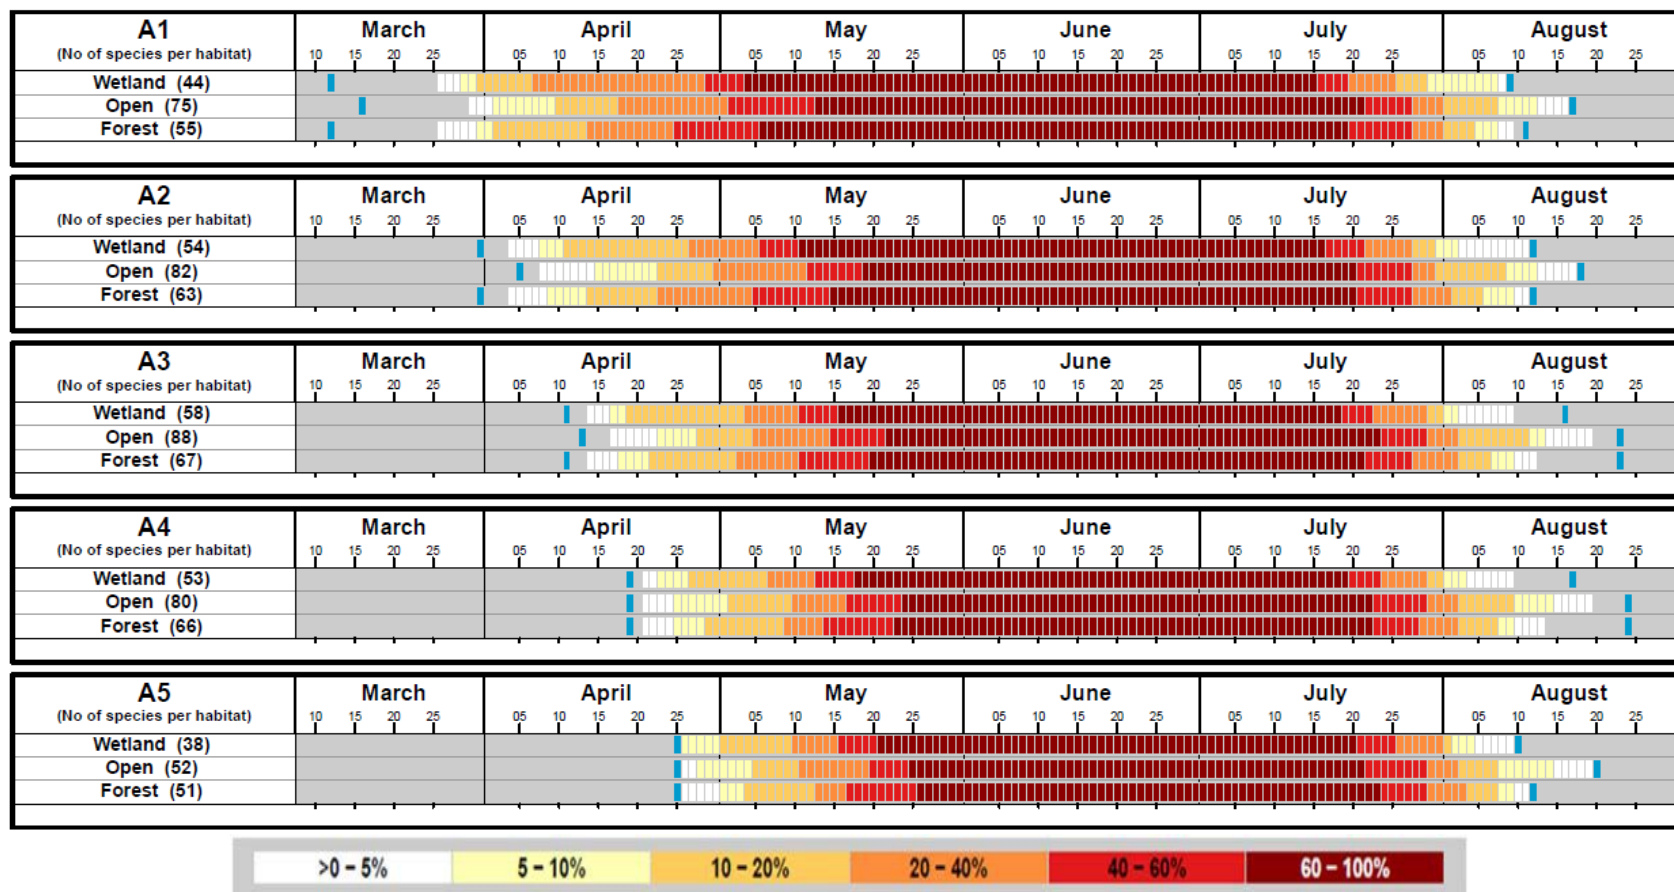 A1 March April May June July August
(No of species per habitat) 10 15 20 25 05 10 15 20 25 05 10 15 20 25 05 10 15 20 25 05 10 15 20 25 05 10 15 20 25
Wetland (44)
Open (75)
Forest (55)
A2 March April May June July August
(No of species per habitat) 10 15 20 25 05 10 15 20 25 05 10 15 20 25 05 10 15 20 25 05 10 15 20 25 05 10 15 20 25
Wetland (54)
Open (82)
Forest (63)
A3 March April May June July August
(No of species per habitat) 10 15 20 25 05 10 15 20 25 05 10 15 20 25 05 10 15 20 25 05 10 15 20 25 05 10 15 20 25
Wetland (58)
Open (88)
Forest (67)
A4 March April May June July August
(No of species per habitat) 10 15 20 25 05 10 15 20 25 05 10 15 20 25 05 10 15 20 25 05 10 15 20 25 05 10 15 20 25
Wetland (53)
Open (80)
Forest (66)
A5 March April May June July August
(No of species per habitat) 10 15 20 25 05 10 15 20 25 05 10 15 20 25 05 10 15 20 25 05 10 15 20 25 05 10 15 20 25
Wetland (38)
Open (52)
Forest (51)
>0 – 5% 5 – 10% 10 – 20% 20 – 40% 40 – 60% 60 – 100%